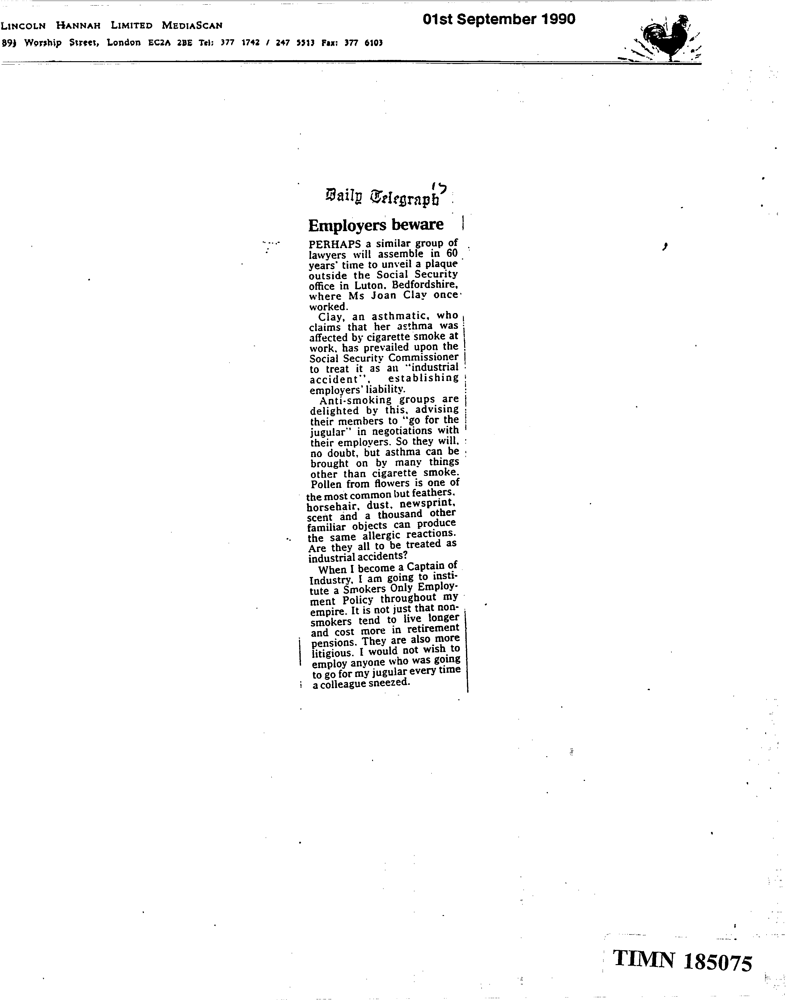 LINCOLN HANNAH LIMITED MEDIASCAN
01st September 1990
89½ Worship Street, London EC2A 2BE Tel: 377 1742 / 247 5513 Fax: 377 6103
Daily Telegraph
Employers beware
PERHAPS a similar group of
lawyers will assemble in 60
years' time to unveil a plaque
outside the Social Security
office in Luton, Bedfordshire,
where Ms Joan Clay once
worked.
Clay, an asthmatic, who
claims that her asthma was
affected by cigarette smoke at
work, has prevailed upon the
Social Security Commissioner
to treat it as an "industrial
accident", establishing
employers' liability.
Anti-smoking groups are
delighted by this, advising
their members to "go for the
jugular" in negotiations with
their employers. So they will,
no doubt, but asthma can be
brought on by many things
other than cigarette smoke.
Pollen from flowers is one of
the most common but feathers,
horsehair, dust, newsprint,
scent and a thousand other
familiar objects can produce
the same allergic reactions.
Are they all to be treated as
industrial accidents?
When I become a Captain of
Industry, I am going to insti-
tute a Smokers Only Employ-
ment Policy throughout my
empire. It is not just that non-
smokers tend to live longer
and cost more in retirement
pensions. They are also more
litigious. I would not wish to
employ anyone who was going
to go for my jugular every time
a colleague sneezed.
TIMN 185075